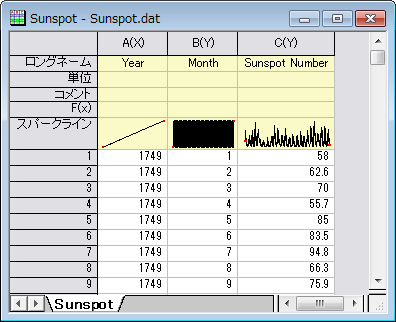 Sunspot - Sunspot.dat
A(X) B(Y) C(Y)
ロングネーム Year Month Sunspot Number
単位
コメント
F(x)
スパークライン
1 1749 1 58
2 1749 2 62.6
3 1749 3 70
4 1749 4 55.7
5 1749 5 85
6 1749 6 83.5
7 1749 7 94.8
8 1749 8 66.3
9 1749 9 75.9
Sunspot